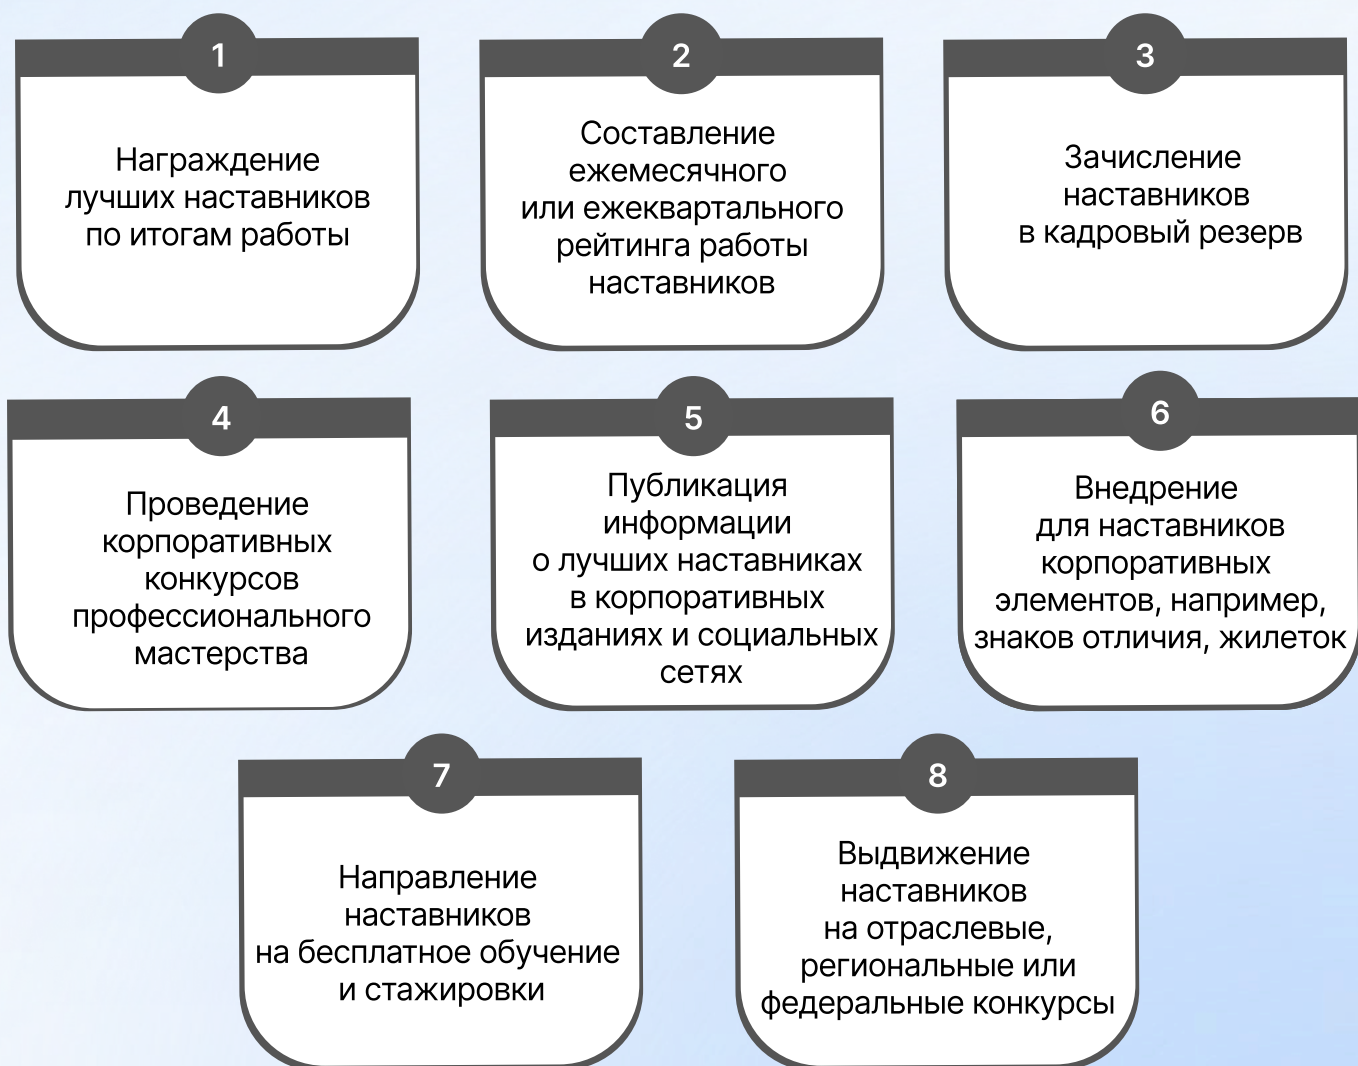 1
Награждение
лучших наставников
по итогам работы
2
Составление
ежемесячного
или ежеквартального
рейтинга работы
наставников
3
Зачисление
наставников
в кадровый резерв
4
Проведение
корпоративных
конкурсов
профессионального
мастерства
5
Публикация
информации
о лучших наставниках
в корпоративных
изданиях и социальных
сетях
6
Внедрение
для наставников
корпоративных
элементов, например,
знаков отличия, жилеток
7
Направление
наставников
на бесплатное обучение
и стажировки
8
Выдвижение
наставников
на отраслевые,
региональные или
федеральные конкурсы